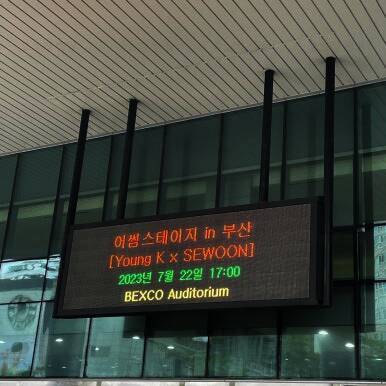 이썸스테이지 in 부산
[Young K x SEWOON]
2023년 7월 22일 17:00
BEXCO Auditorium